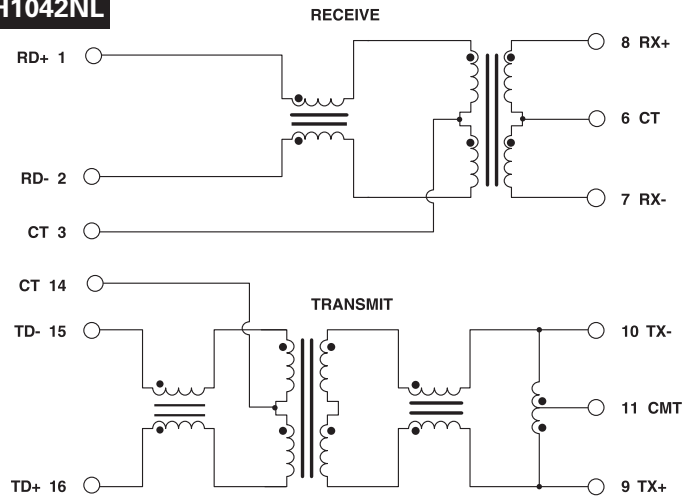 H1042NL
RECEIVE
RD+ 1
8 RX+
6 CT
RD- 2
7 RX-
CT 3
CT 14
TRANSMIT
TD- 15
10 TX-
11 CMT
TD+ 16
9 TX+